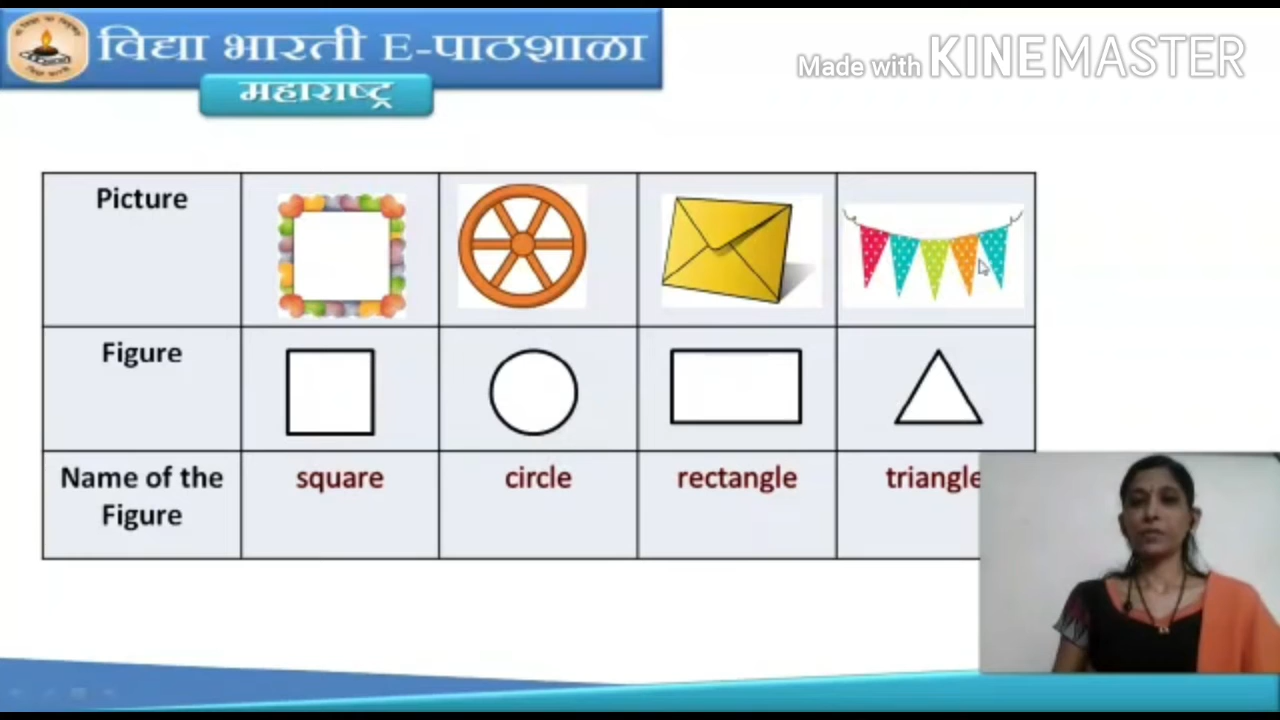 विद्या भारती E-पाठशाळा
महाराष्ट्र
Made with KINEMASTER
Picture
Figure
Name of the Figure
square
circle
rectangle
triangle